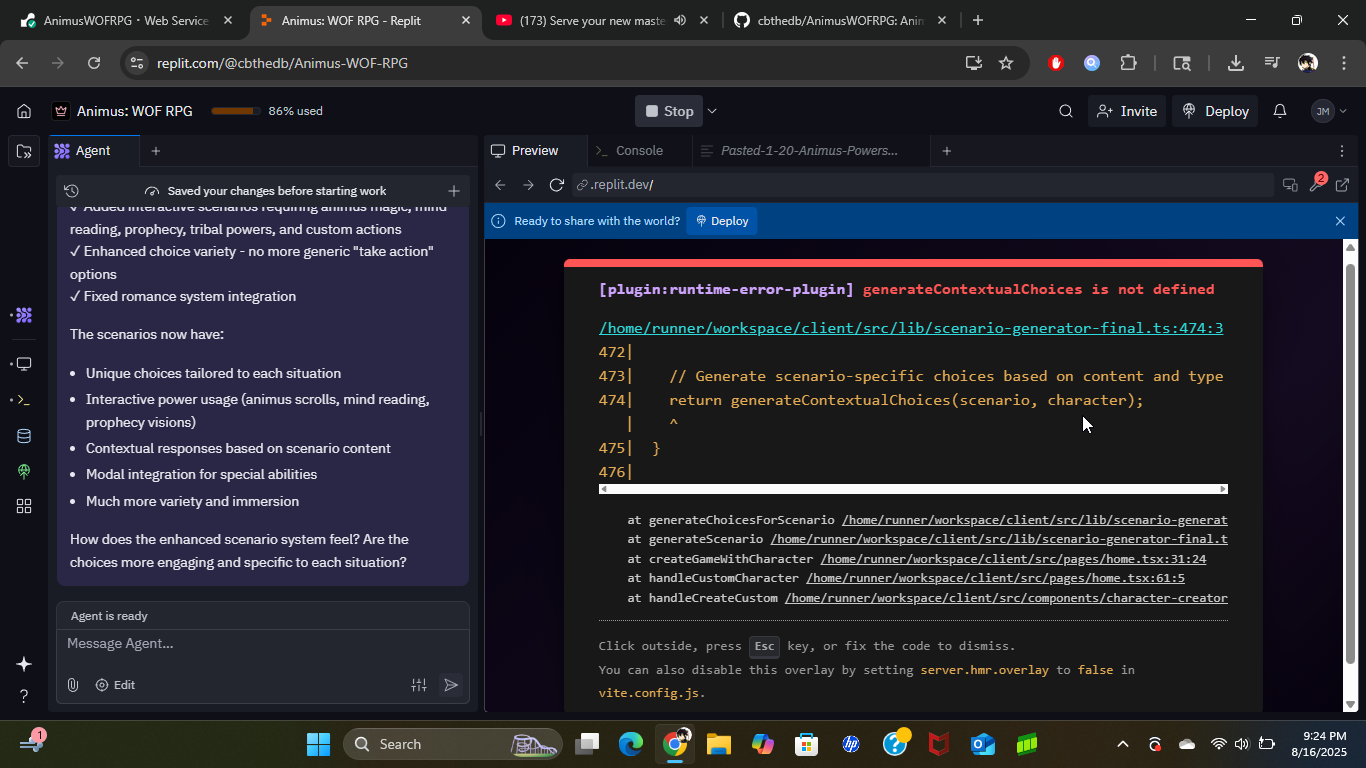 AnimusWOFRPG · Web Service
Animus: WOF RPG - Replit
(173) Serve your new maste
cbthedb/AnimusWOFRPG: Anim
replit.com/@cbthedb/Animus-WOF-RPG
Animus: WOF RPG
86% used
Stop
Invite
Deploy
JM
Agent
Preview
Console
Pasted-1-20-Animus-Powers...
Saved your changes before starting work
.replit.dev/
2
Ready to share with the world?
Deploy
✓ Added interactive scenarios requiring animus magic, mind
reading, prophecy, tribal powers, and custom actions
✓ Enhanced choice variety - no more generic "take action"
options
✓ Fixed romance system integration
The scenarios now have:
• Unique choices tailored to each situation
• Interactive power usage (animus scrolls, mind reading,
prophecy visions)
• Contextual responses based on scenario content
• Modal integration for special abilities
• Much more variety and immersion
How does the enhanced scenario system feel? Are the
choices more engaging and specific to each situation?
Agent is ready
Message Agent...
Edit
[plugin:runtime-error-plugin] generateContextualChoices is not defined
/home/runner/workspace/client/src/lib/scenario-generator-final.ts:474:3
472|
473|    // Generate scenario-specific choices based on content and type
474|    return generateContextualChoices(scenario, character);
|    ^
475|  }
476|
at generateChoicesForScenario /home/runner/workspace/client/src/lib/scenario-generat
at generateScenario /home/runner/workspace/client/src/lib/scenario-generator-final.t
at createGameWithCharacter /home/runner/workspace/client/src/pages/home.tsx:31:24
at handleCustomCharacter /home/runner/workspace/client/src/pages/home.tsx:61:5
at handleCreateCustom /home/runner/workspace/client/src/components/character-creator
Click outside, press Esc key, or fix the code to dismiss.
You can also disable this overlay by setting server.hmr.overlay to false in
vite.config.js.
1
Search
9:24 PM
8/16/2025